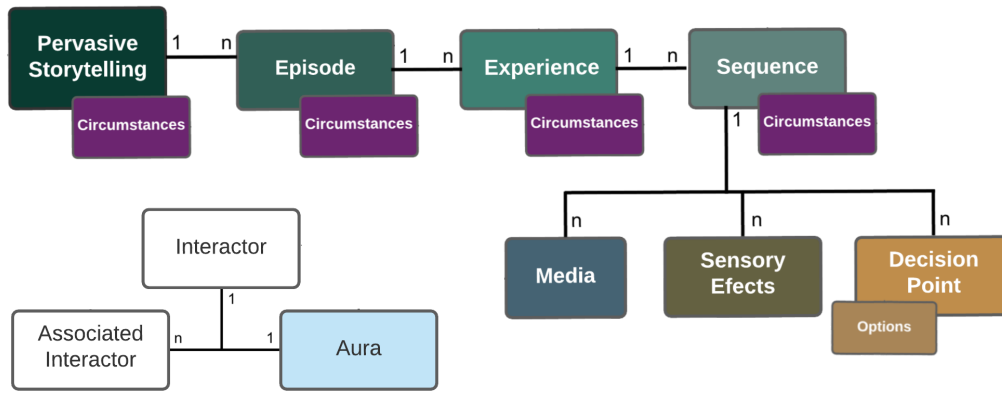 Pervasive
Storytelling
Circumstances
1
n
Episode
Circumstances
1
n
Experience
Circumstances
1
n
Sequence
Circumstances
1
n
n
n
Media
Sensory
Efects
Decision
Point
Options
Interactor
1
Associated
Interactor
n
1
Aura